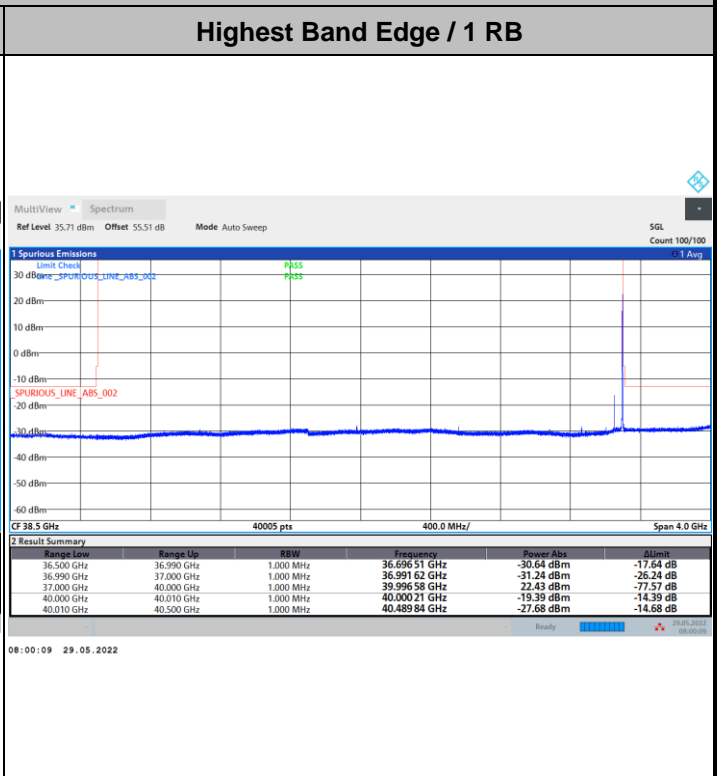 Highest Band Edge / 1 RB
MultiView Spectrum
Ref Level 35.71 dBm Offset 55.51 dB Mode Auto Sweep SGL
Count 100/100
1 Spurious Emissions 1 Avg
Limit Check PASS
30 dBm Line _SPURIOUS_LINE_ABS_002 PASS
20 dBm
10 dBm
0 dBm
-10 dBm
_SPURIOUS_LINE_ABS_002
-20 dBm
-30 dBm
-40 dBm
-50 dBm
-60 dBm
CF 38.5 GHz 40005 pts 400.0 MHz/ Span 4.0 GHz
2 Result Summary
Range Low Range Up RBW Frequency Power Abs ΔLimit
36.500 GHz 36.990 GHz 1.000 MHz 36.696 51 GHz -30.64 dBm -17.64 dB
36.990 GHz 37.000 GHz 1.000 MHz 36.991 62 GHz -31.24 dBm -26.24 dB
37.000 GHz 40.000 GHz 1.000 MHz 39.996 58 GHz 22.43 dBm -77.57 dB
40.000 GHz 40.010 GHz 1.000 MHz 40.000 21 GHz -19.39 dBm -14.39 dB
40.010 GHz 40.500 GHz 1.000 MHz 40.489 84 GHz -27.68 dBm -14.68 dB
Ready 29.05.2022
08:00:09
08:00:09 29.05.2022